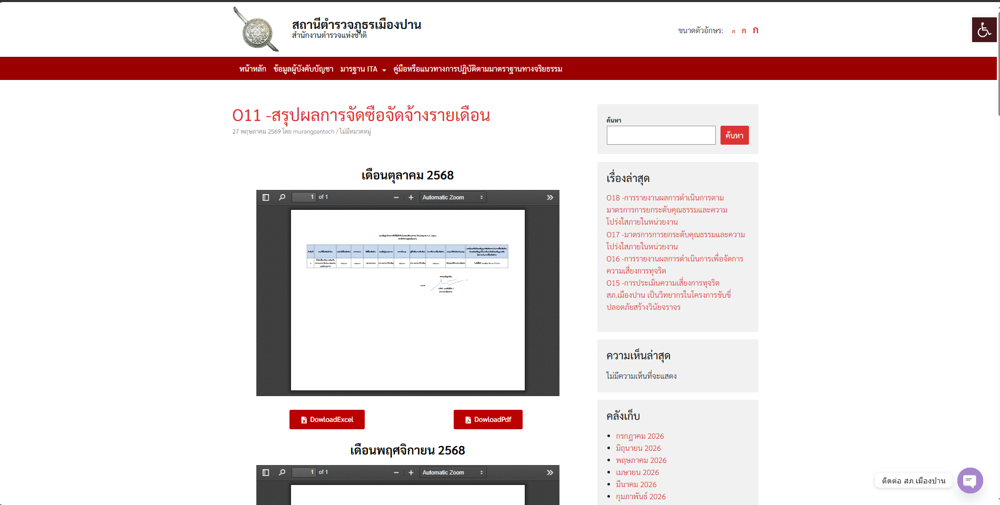 สถานีตำรวจภูธรเมืองปาน
สำนักงานตำรวจแห่งชาติ
ขนาดตัวอักษร: ก ก ก
หน้าหลัก ข้อมูลผู้บังคับบัญชา มารฐาน ITA คู่มือหรือแนวทางการปฏิบัติตามมาตราฐานทางจริยธรรม
O11 -สรุปผลการจัดซือจัดจ้างรายเดือน
27 พฤษภาคม 2569 โดย murangpantech / ไม่มีหมวดหมู่
เดือนตุลาคม 2568
1 of 1 Automatic Zoom
DowloadExcel DowloadPdf
เดือนพฤศจิกายน 2568
1 of 1 Automatic Zoom
ค้นหา
ค้นหา
เรื่องล่าสุด
O18 -การรายงานผลการดำเนินการตาม
มาตรการการยกระดับคุณธรรมและความ
โปร่งใสภายในหน่วยงาน
O17 -มาตรการการยกระดับคุณธรรมและความ
โปร่งใสภายในหน่วยงาน
O16 -การรายงานผลการดำเนินการเพื่อจัดการ
ความเสี่ยงการทุจริต
O15 -การประเมินความเสี่ยงการทุจริต
สภ.เมืองปาน เป็นวิทยากรในโครงการขับขี่
ปลอดภัยสร้างวินัยจราจร
ความเห็นล่าสุด
ไม่มีความเห็นที่จะแสดง
คลังเก็บ
กรกฎาคม 2026
มิถุนายน 2026
พฤษภาคม 2026
เมษายน 2026
มีนาคม 2026
กุมภาพันธ์ 2026
ติดต่อ สภ.เมืองปาน